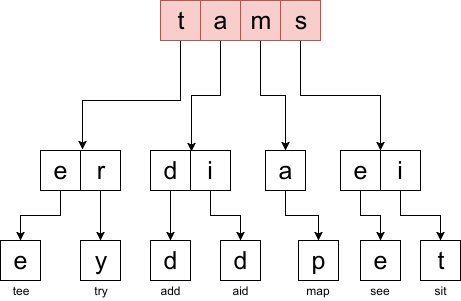 t a m s
e r d i a e i
e y d d p e t
tee try add aid map see sit